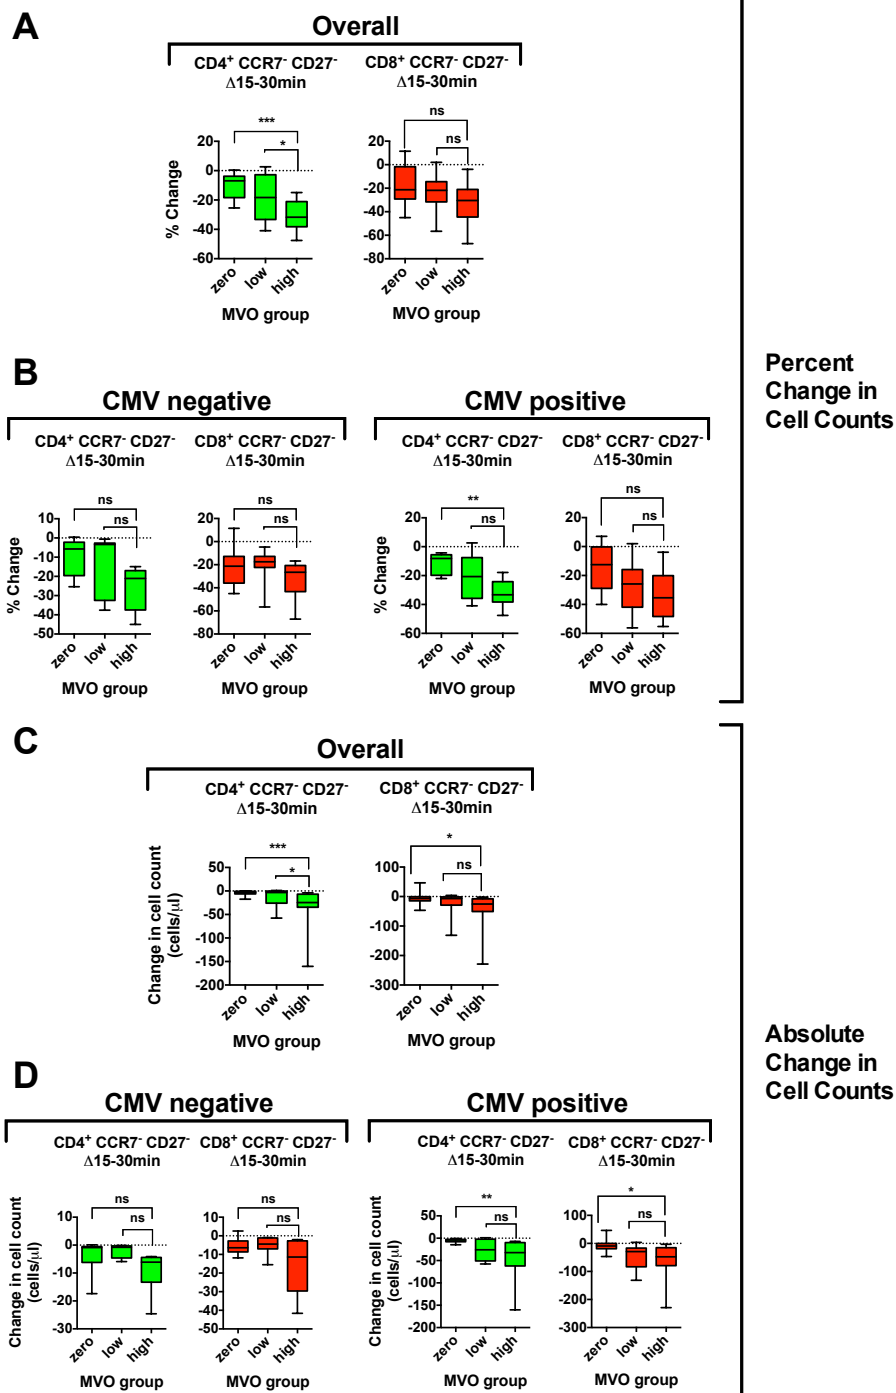 A
Overall
CD4+ CCR7- CD27-
Δ15-30min
CD8+ CCR7- CD27-
Δ15-30min
% Change
20
0
-20
-40
-60
***
*
zero
low
high
MVO group
20
0
-20
-40
-60
-80
ns
ns
zero
low
high
MVO group
Percent
Change in
Cell Counts
B
CMV negative
CD4+ CCR7- CD27-
Δ15-30min
CD8+ CCR7- CD27-
Δ15-30min
% Change
10
0
-10
-20
-30
-40
-50
ns
ns
zero
low
high
MVO group
20
0
-20
-40
-60
-80
ns
ns
zero
low
high
MVO group
CMV positive
CD4+ CCR7- CD27-
Δ15-30min
CD8+ CCR7- CD27-
Δ15-30min
20
0
-20
-40
-60
**
ns
zero
low
high
MVO group
20
0
-20
-40
-60
ns
ns
zero
low
high
MVO group
C
Overall
CD4+ CCR7- CD27-
Δ15-30min
CD8+ CCR7- CD27-
Δ15-30min
Change in cell count
(cells/µl)
50
0
-50
-100
-150
-200
***
*
zero
low
high
MVO group
100
0
-100
-200
-300
*
ns
zero
low
high
MVO group
Absolute
Change in
Cell Counts
D
CMV negative
CD4+ CCR7- CD27-
Δ15-30min
CD8+ CCR7- CD27-
Δ15-30min
Change in cell count
(cells/µl)
10
0
-10
-20
-30
ns
ns
zero
low
high
MVO group
10
0
-10
-20
-30
-40
-50
ns
ns
zero
low
high
MVO group
CMV positive
CD4+ CCR7- CD27-
Δ15-30min
CD8+ CCR7- CD27-
Δ15-30min
Change in cell count
(cells/µl)
50
0
-50
-100
-150
-200
**
ns
zero
low
high
MVO group
100
0
-100
-200
-300
*
ns
zero
low
high
MVO group